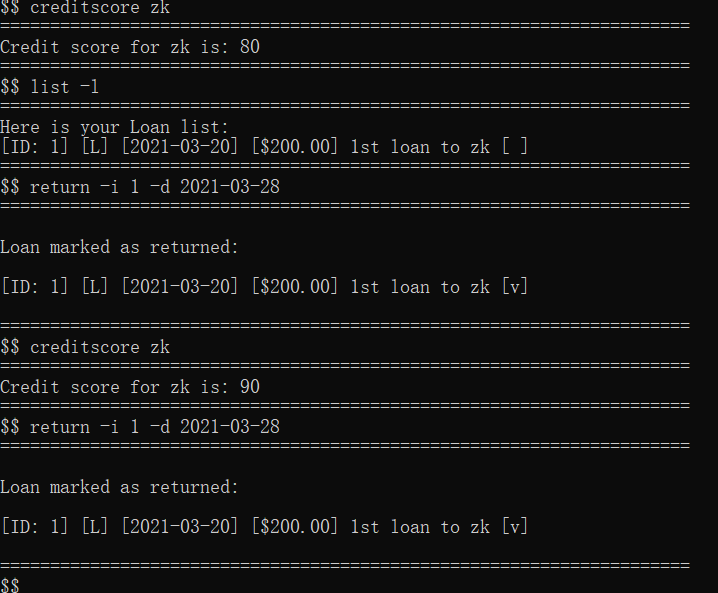 $$ creditscore zk
=====================================================================
Credit score for zk is: 80
=====================================================================
$$ list -l
=====================================================================
Here is your Loan list:
[ID: 1] [L] [2021-03-20] [$200.00] 1st loan to zk [ ]
=====================================================================
$$ return -i 1 -d 2021-03-28
=====================================================================
Loan marked as returned:
[ID: 1] [L] [2021-03-20] [$200.00] 1st loan to zk [v]
=====================================================================
$$ creditscore zk
=====================================================================
Credit score for zk is: 90
=====================================================================
$$ return -i 1 -d 2021-03-28
=====================================================================
Loan marked as returned:
[ID: 1] [L] [2021-03-20] [$200.00] 1st loan to zk [v]
=====================================================================
$$